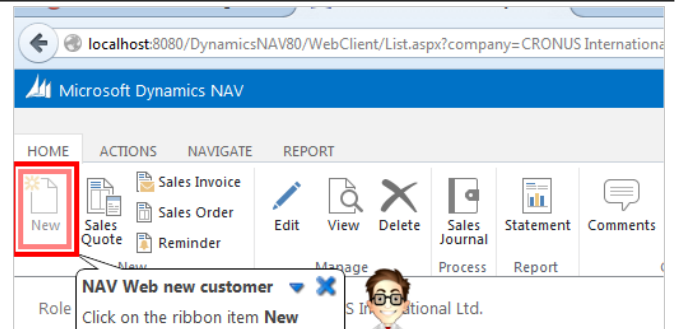 localhost:8080/DynamicsNAV80/WebClient/List.aspx?company=CRONUS Internationa
Microsoft Dynamics NAV
HOME ACTIONS NAVIGATE REPORT
New
Sales Quote
Sales Invoice
Sales Order
Reminder
Edit
View
Delete
Sales Journal
Statement
Comments
New
Manage
Process
Report
NAV Web new customer
Click on the ribbon item New
Role
S In
tional Ltd.